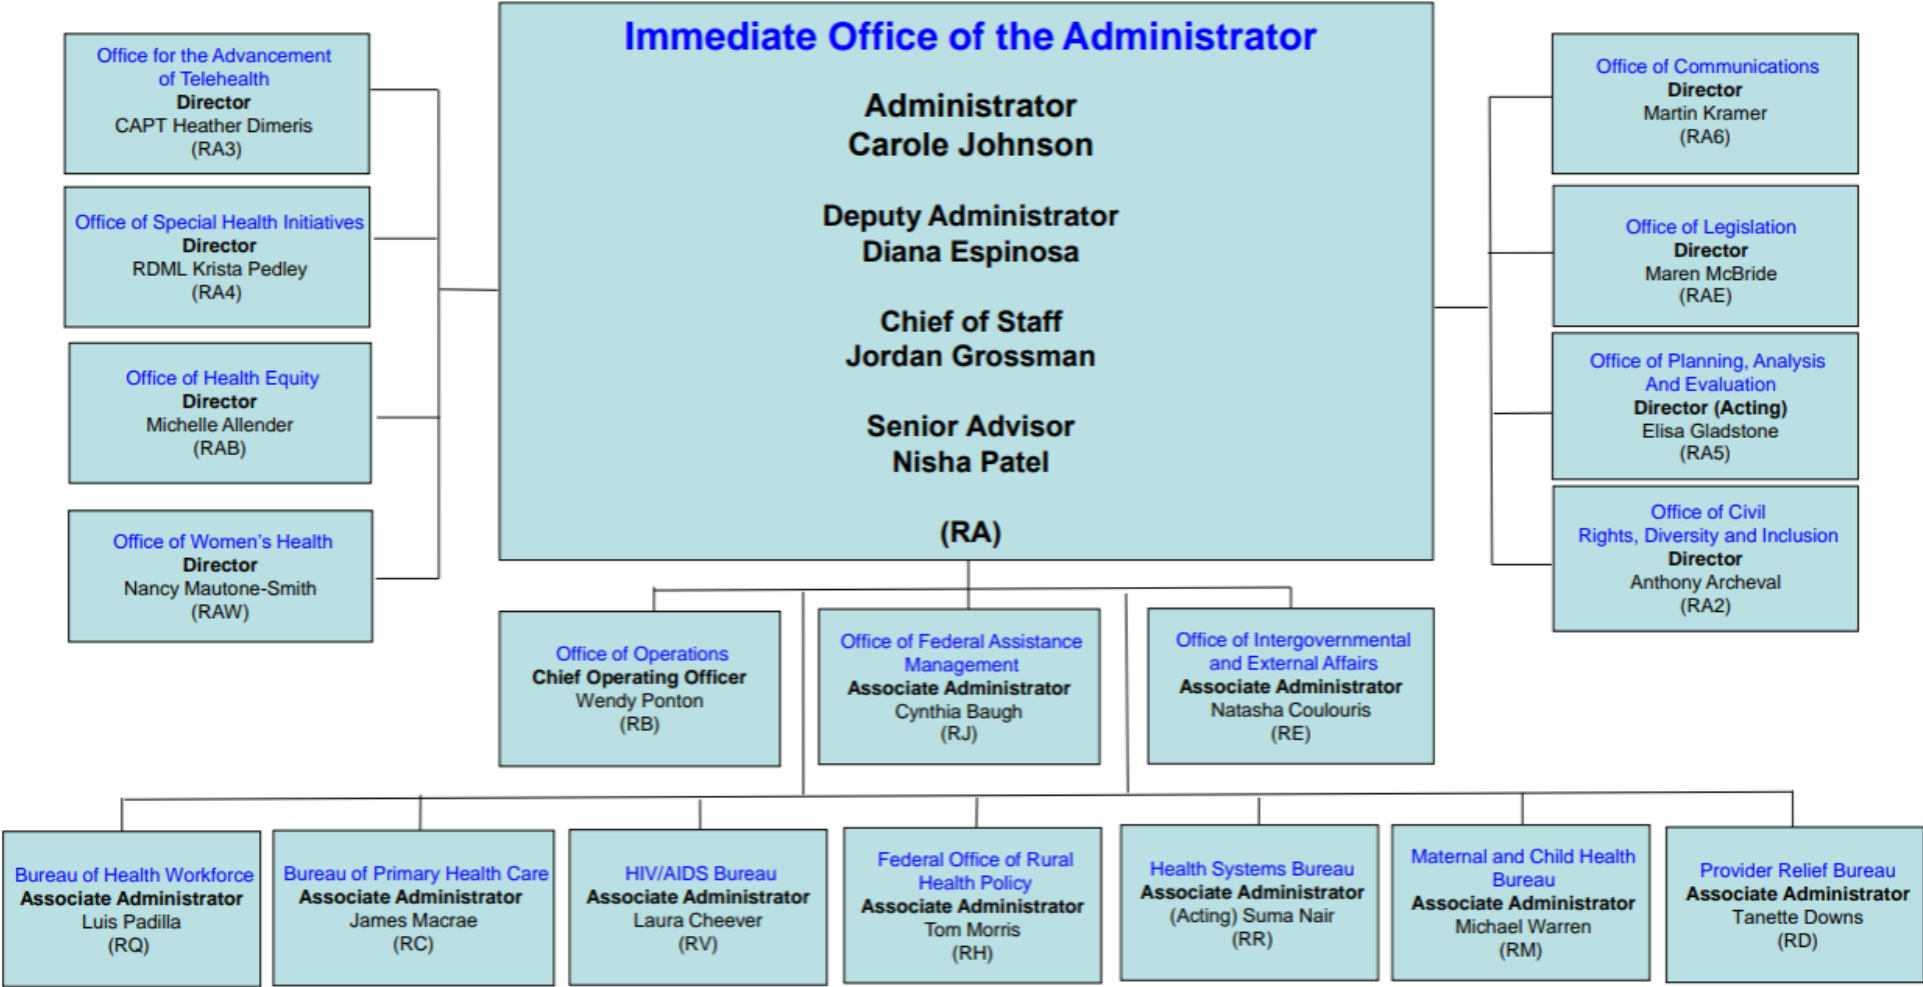 Immediate Office of the Administrator
Administrator
Carole Johnson
Deputy Administrator
Diana Espinosa
Chief of Staff
Jordan Grossman
Senior Advisor
Nisha Patel
(RA)
Office for the Advancement
of Telehealth
Director
CAPT Heather Dimeris
(RA3)
Office of Special Health Initiatives
Director
RDML Krista Pedley
(RA4)
Office of Health Equity
Director
Michelle Allender
(RAB)
Office of Women's Health
Director
Nancy Mautone-Smith
(RAW)
Office of Communications
Director
Martin Kramer
(RA6)
Office of Legislation
Director
Maren McBride
(RAE)
Office of Planning, Analysis
And Evaluation
Director (Acting)
Elisa Gladstone
(RA5)
Office of Civil
Rights, Diversity and Inclusion
Director
Anthony Archeval
(RA2)
Office of Operations
Chief Operating Officer
Wendy Ponton
(RB)
Office of Federal Assistance
Management
Associate Administrator
Cynthia Baugh
(RJ)
Office of Intergovernmental
and External Affairs
Associate Administrator
Natasha Coulouris
(RE)
Bureau of Health Workforce
Associate Administrator
Luis Padilla
(RQ)
Bureau of Primary Health Care
Associate Administrator
James Macrae
(RC)
HIV/AIDS Bureau
Associate Administrator
Laura Cheever
(RV)
Federal Office of Rural
Health Policy
Associate Administrator
Tom Morris
(RH)
Health Systems Bureau
Associate Administrator
(Acting) Suma Nair
(RR)
Maternal and Child Health
Bureau
Associate Administrator
Michael Warren
(RM)
Provider Relief Bureau
Associate Administrator
Tanette Downs
(RD)